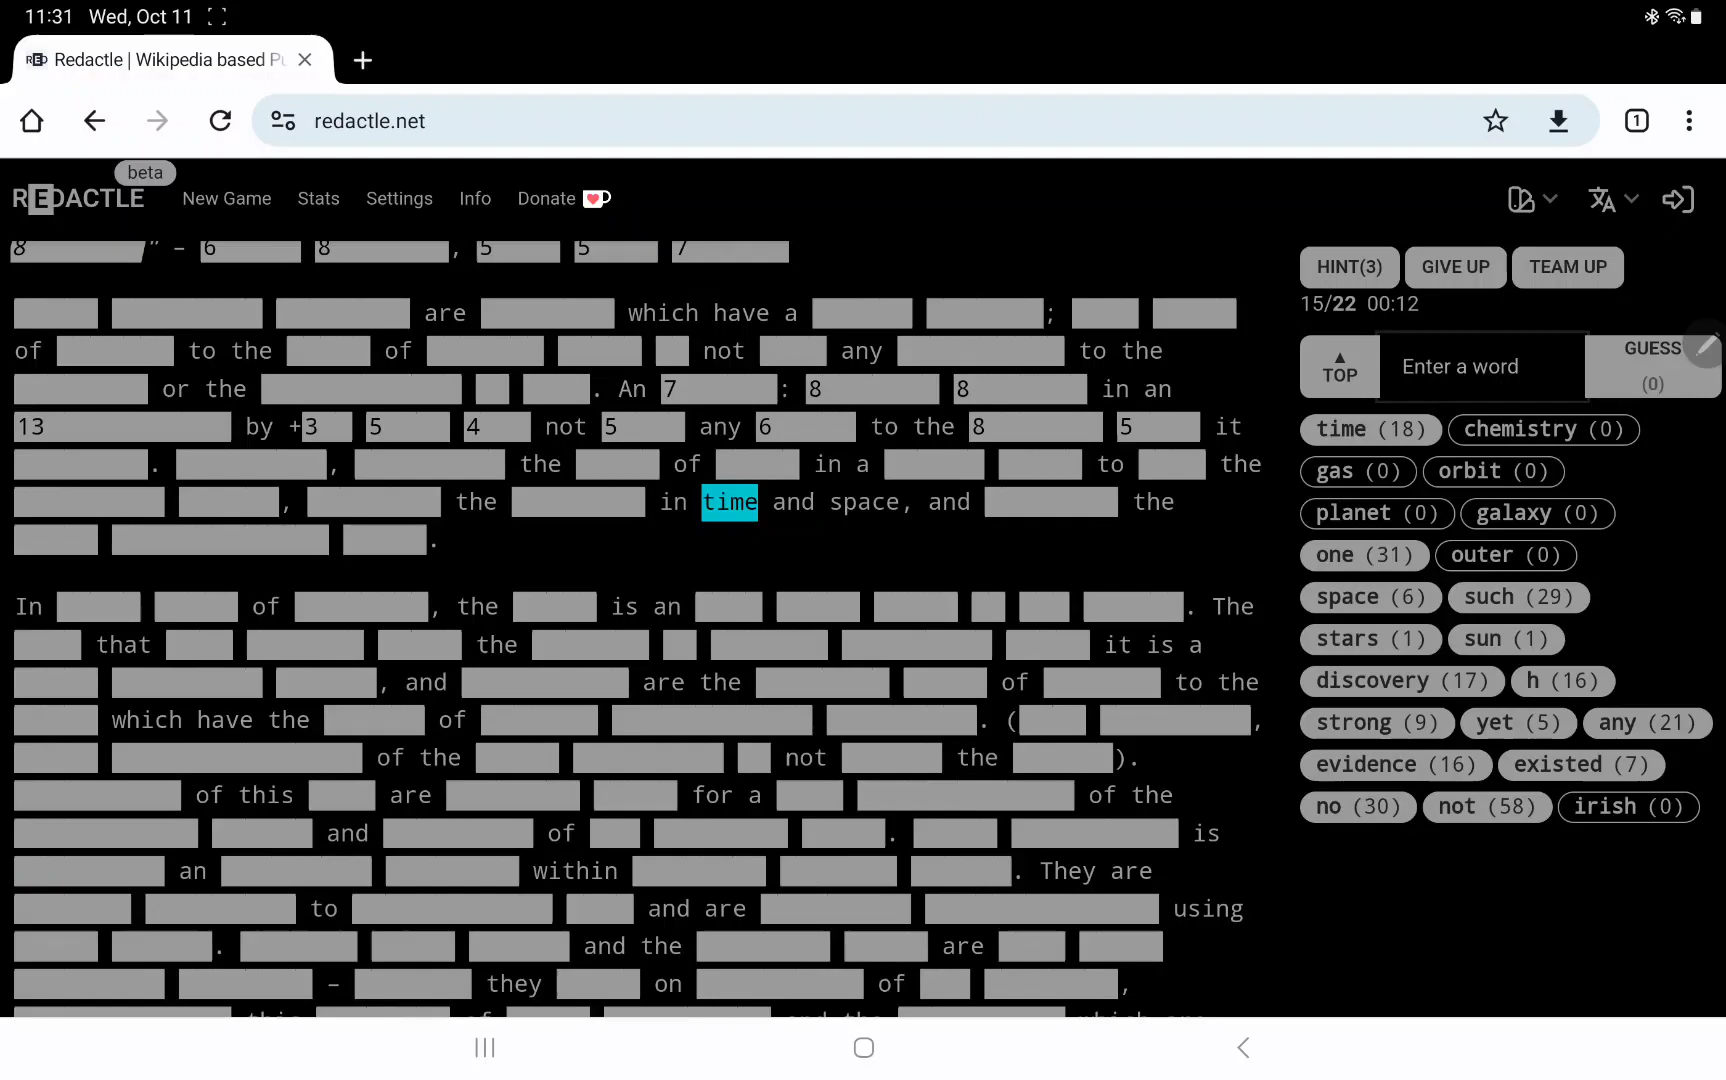 11:31 Wed, Oct 11
RED Redactle | Wikipedia based Pu
redactle.net
1
beta
REDACTLE New Game Stats Settings Info Donate
HINT(3) GIVE UP TEAM UP
15/22 00:12
▲
TOP
Enter a word
GUESS
(0)
time (18) chemistry (0)
gas (0) orbit (0)
planet (0) galaxy (0)
one (31) outer (0)
space (6) such (29)
stars (1) sun (1)
discovery (17) h (16)
strong (9) yet (5) any (21)
evidence (16) existed (7)
no (30) not (58) irish (0)
8 " – 6 8 , 5 5 7
are which have a ;
of to the of not any to the
or the . An 7 : 8 8 in an
13 by +3 5 4 not 5 any 6 to the 8 5 it
. , the of in a to the
, the in time and space, and the
.
In of , the is an . The
that the it is a
, and are the of to the
which have the of . ( ,
of the not the ).
of this are for a of the
and of . is
an within . They are
to and are using
. and the are
– they on of ,